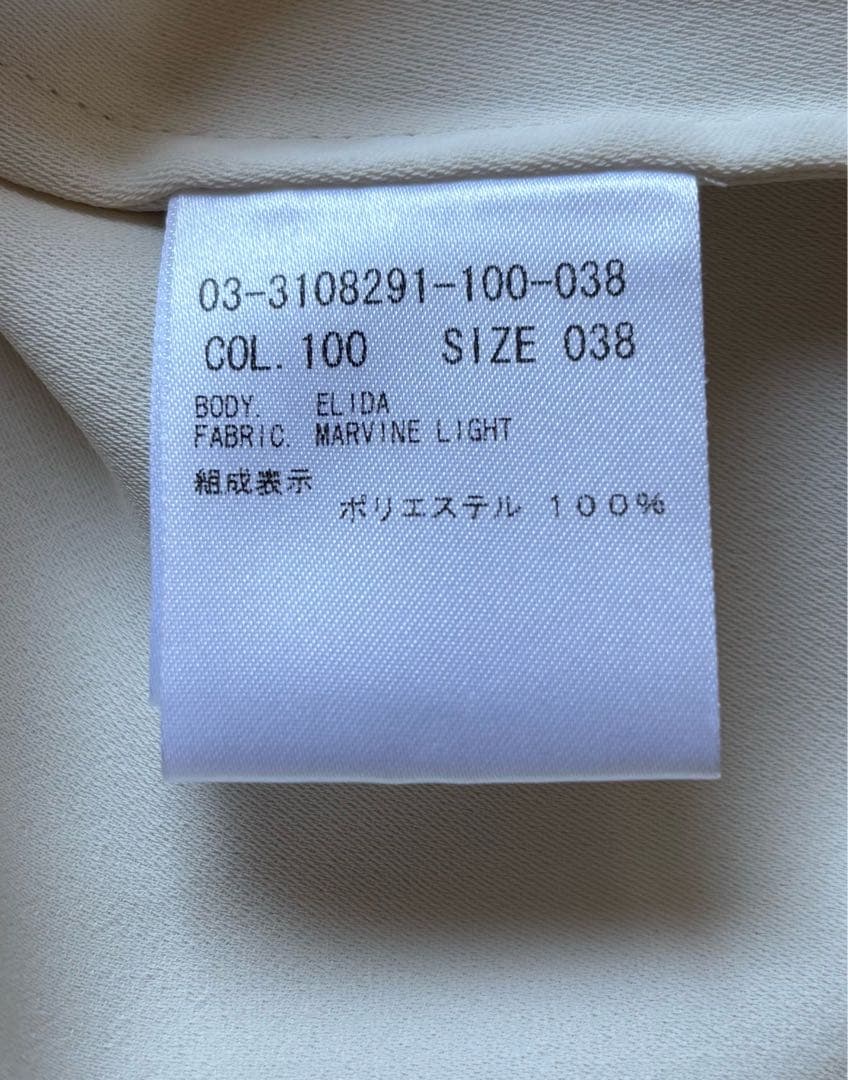 03-3108291-100-038
COL. 100 SIZE 038
BODY. ELIDA
FABRIC. MARVINE LIGHT
組成表示
ポリエステル １００%